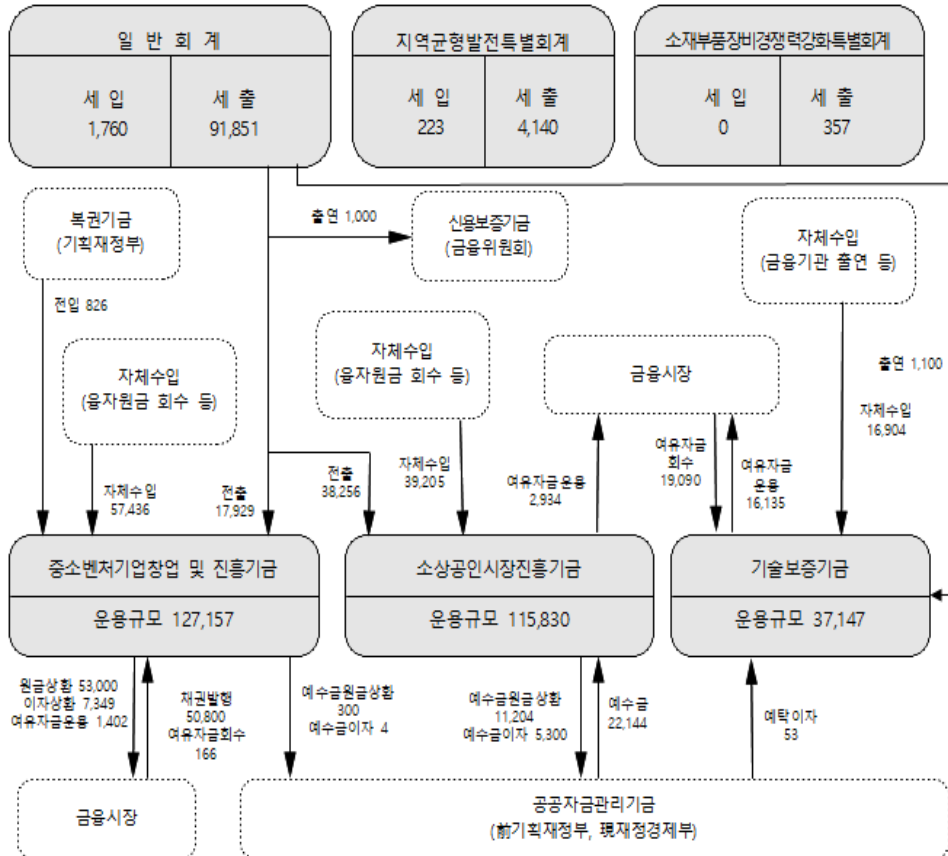 일 반 회 계
세 입
1,760
세 출
91,851
지역균형발전특별회계
세 입
223
세 출
4,140
소재부품장비경쟁력강화특별회계
세 입
0
세 출
357
복권기금
(기획재정부)
출연 1,000
신용보증기금
(금융위원회)
자체수입
(금융기관 출연 등)
전입 826
자체수입
(융자원금 회수 등)
자체수입
(융자원금 회수 등)
금융시장
출연 1,100
자체수입
16,904
자체수입
57,436
전출
17,929
전출
38,256
자체수입
39,205
여유자금운용
2,934
여유자금
회수
19,090
여유자금
운용
16,135
중소벤처기업창업 및 진흥기금
운용규모 127,157
소상공인시장진흥기금
운용규모 115,830
기술보증기금
운용규모 37,147
원금상환 53,000
이자상환 7,349
여유자금운용 1,402
채권발행
50,800
여유자금회수
166
예수금원금상환
300
예수금이자 4
예수금원금상환
11,204
예수금이자 5,300
예수금
22,144
예탁이자
53
금융시장
공공자금관리기금
(前기획재정부, 現재정경제부)